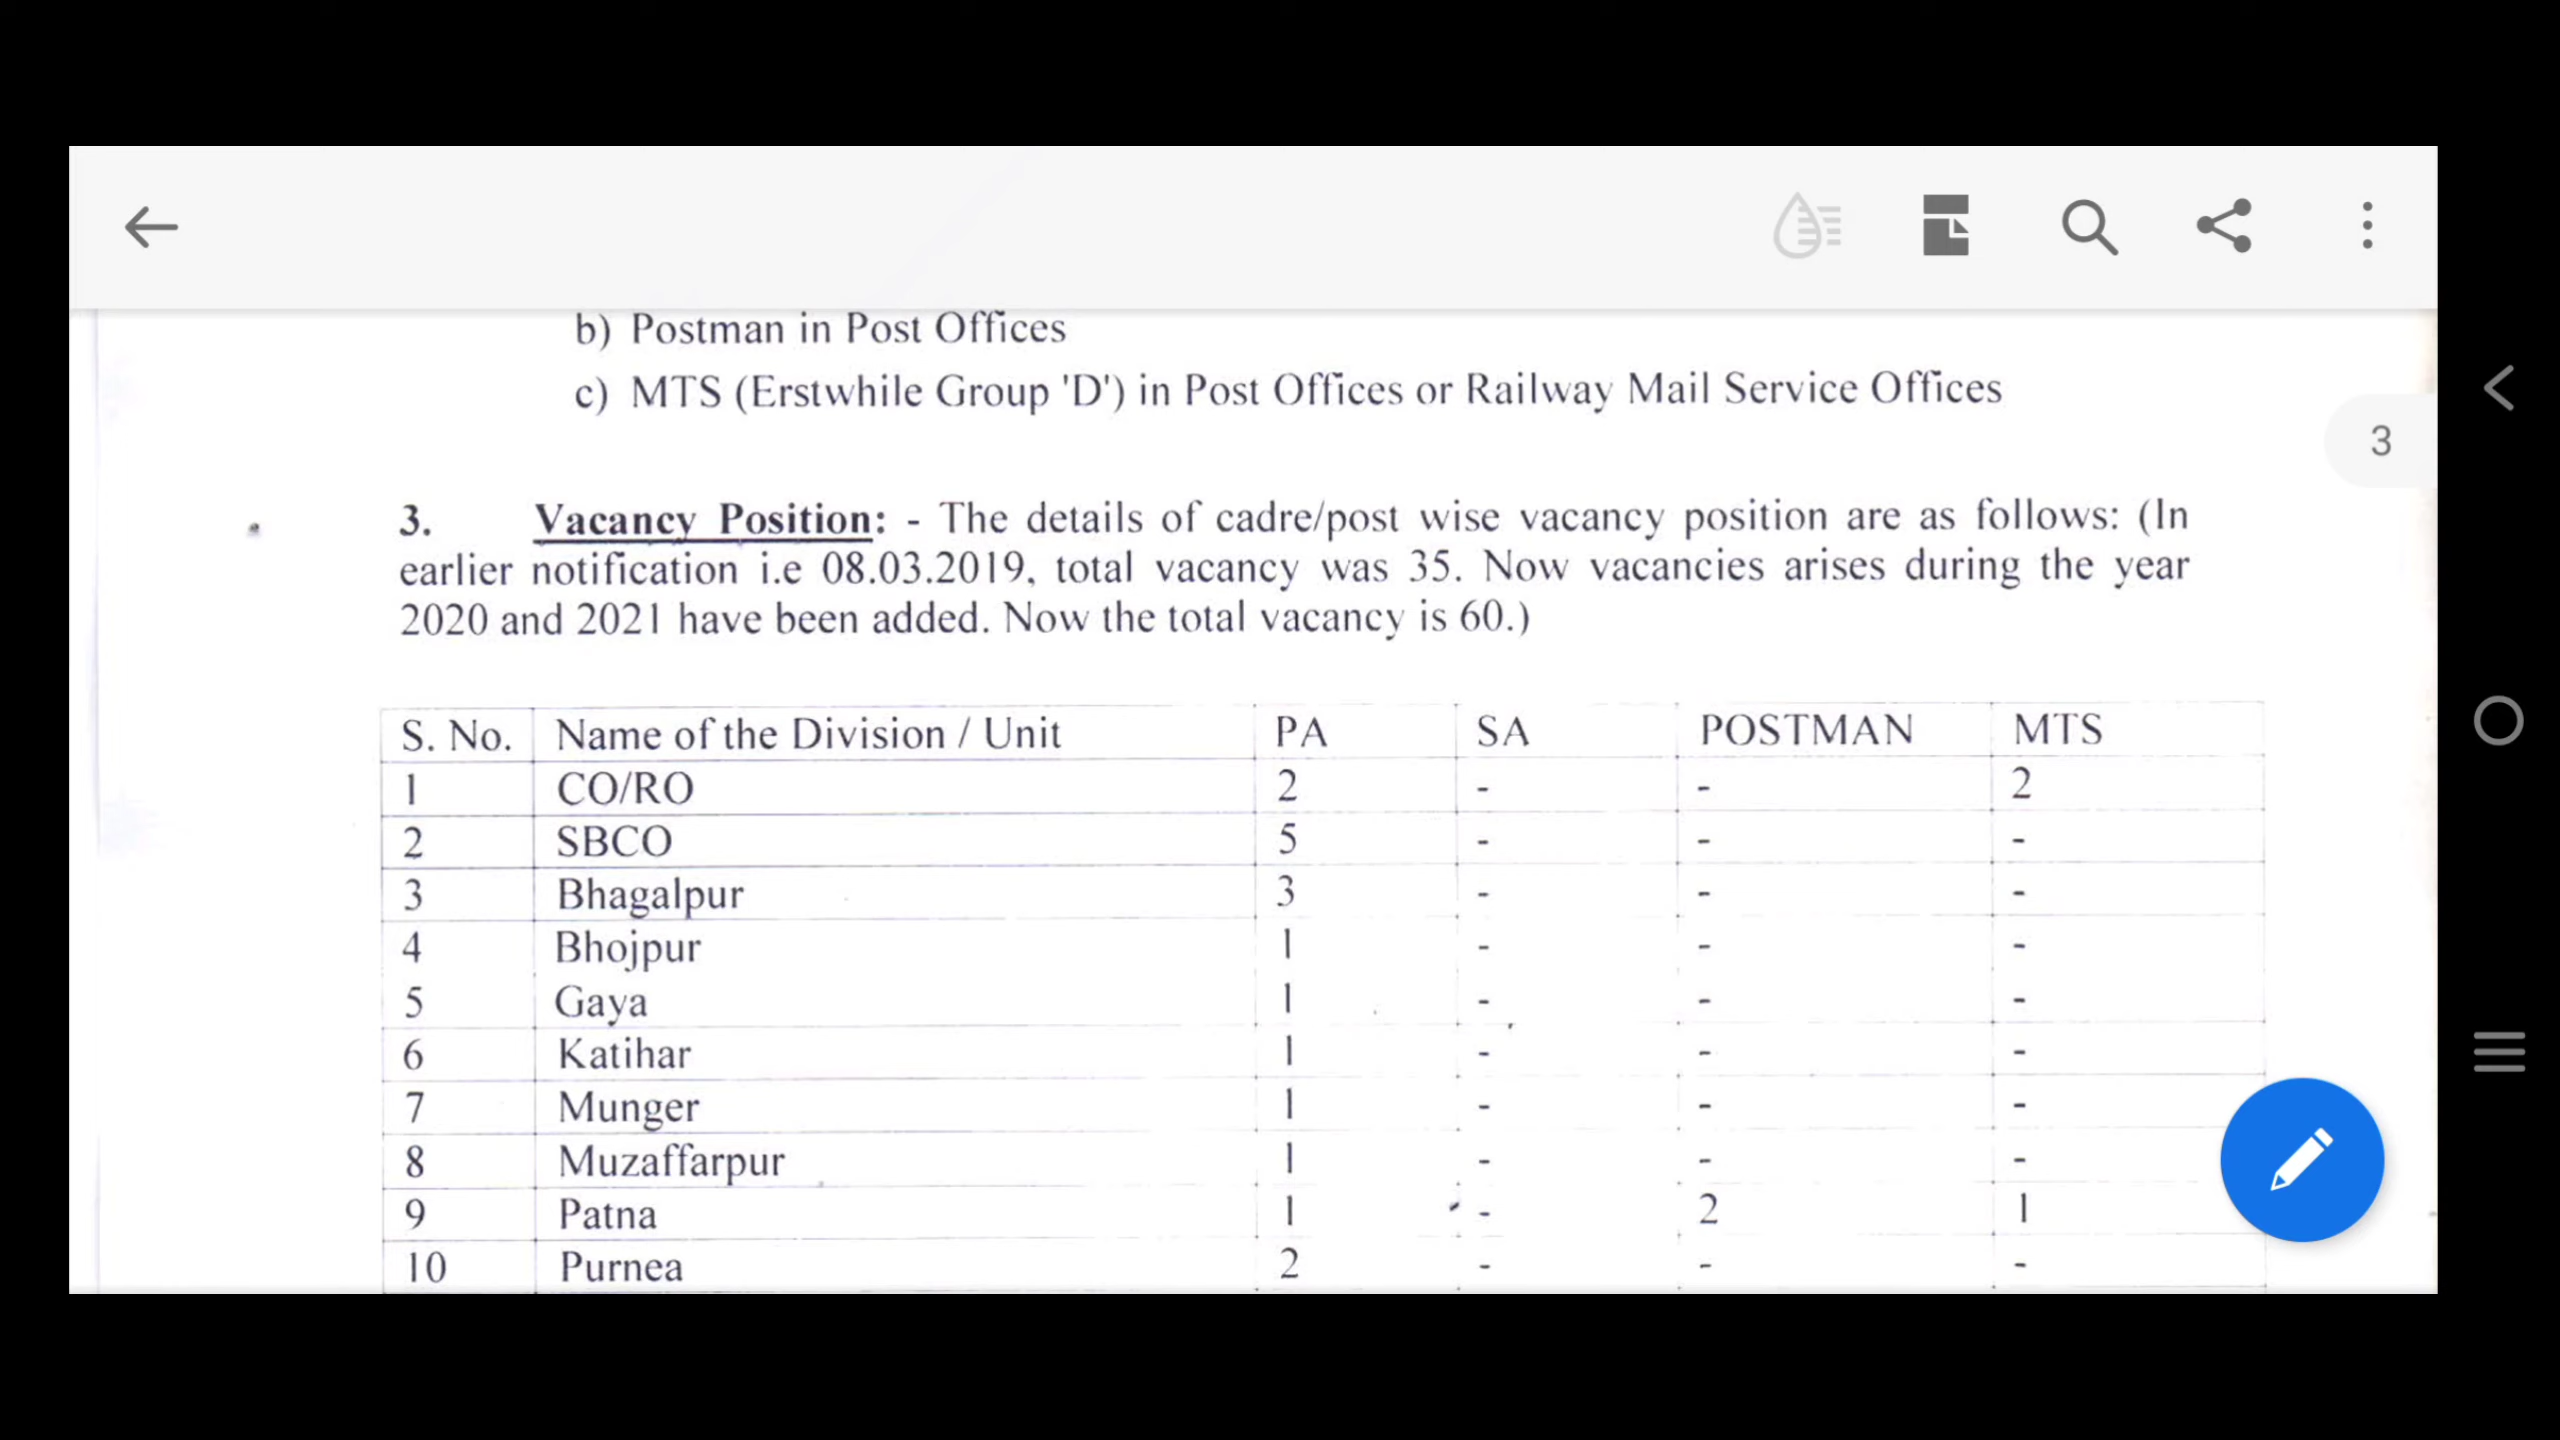 b) Postman in Post Offices
c) MTS (Erstwhile Group 'D') in Post Offices or Railway Mail Service Offices
3
3. Vacancy Position: - The details of cadre/post wise vacancy position are as follows: (In
earlier notification i.e 08.03.2019, total vacancy was 35. Now vacancies arises during the year
2020 and 2021 have been added. Now the total vacancy is 60.)
S. No. Name of the Division / Unit PA SA POSTMAN MTS
1 CO/RO 2 - - 2
2 SBCO 5 - - -
3 Bhagalpur 3 - - -
4 Bhojpur 1 - - -
5 Gaya 1 - - -
6 Katihar 1 - - -
7 Munger 1 - - -
8 Muzaffarpur 1 - - -
9 Patna 1 - 2 1
10 Purnea 2 - - -